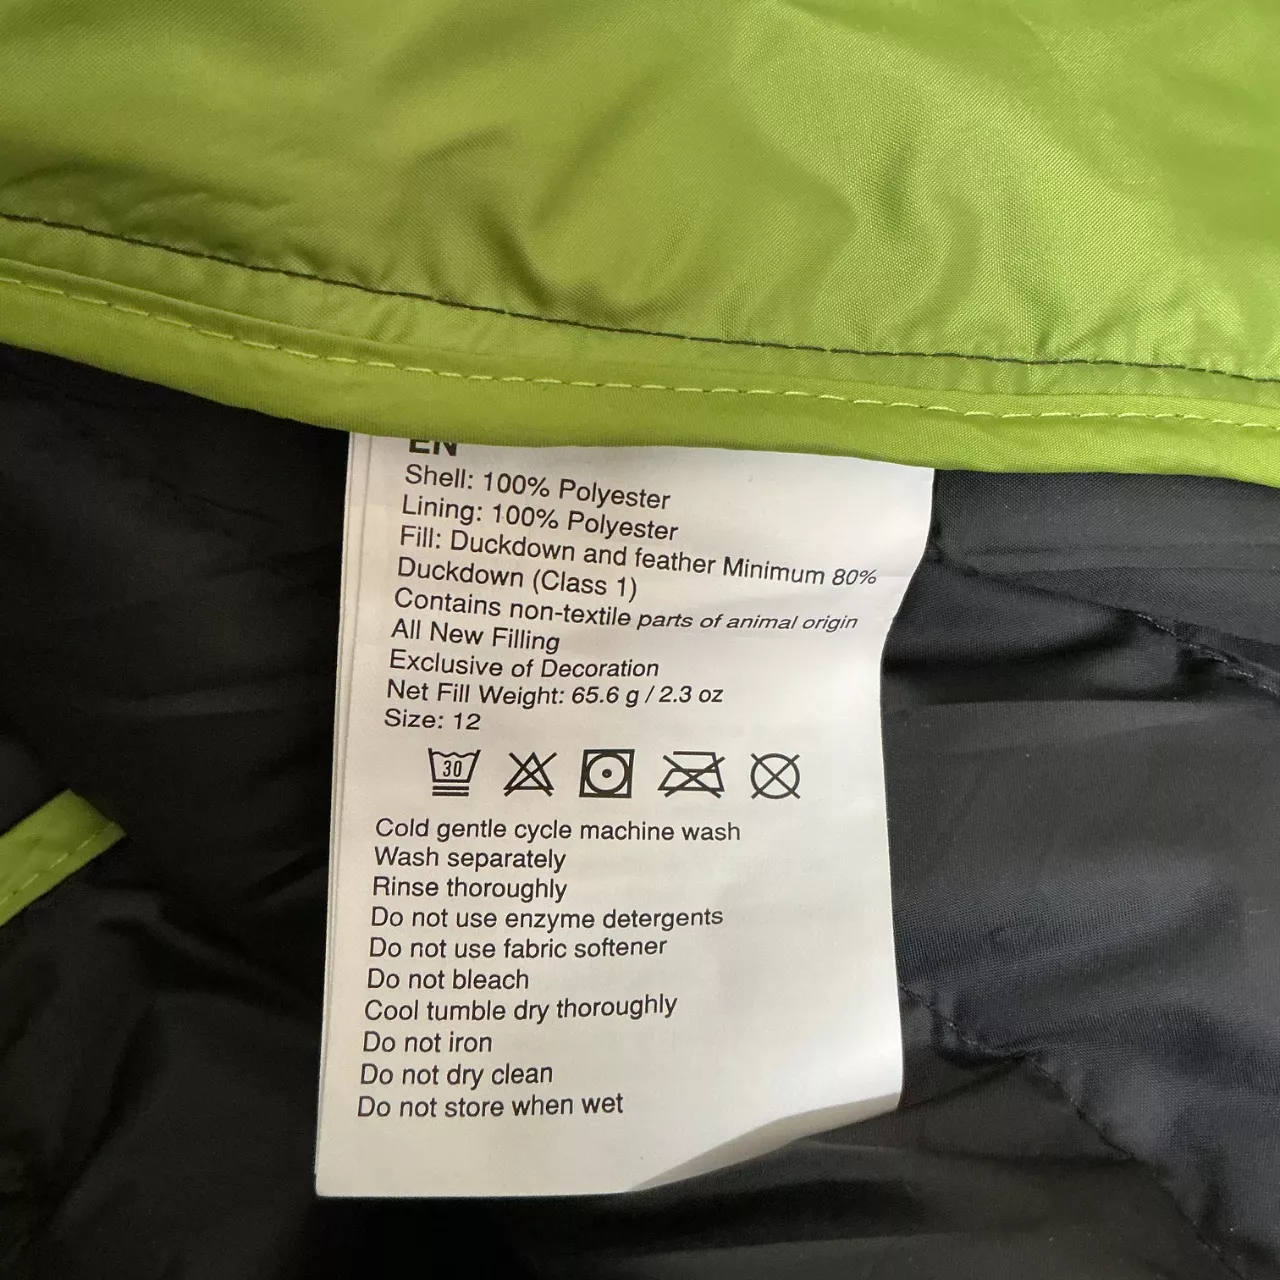 EN
Shell: 100% Polyester
Lining: 100% Polyester
Fill: Duckdown and feather Minimum 80%
Duckdown (Class 1)
Contains non-textile parts of animal origin
All New Filling
Exclusive of Decoration
Net Fill Weight: 65.6 g / 2.3 oz
Size: 12
30
Cold gentle cycle machine wash
Wash separately
Rinse thoroughly
Do not use enzyme detergents
Do not use fabric softener
Do not bleach
Cool tumble dry thoroughly
Do not iron
Do not dry clean
Do not store when wet